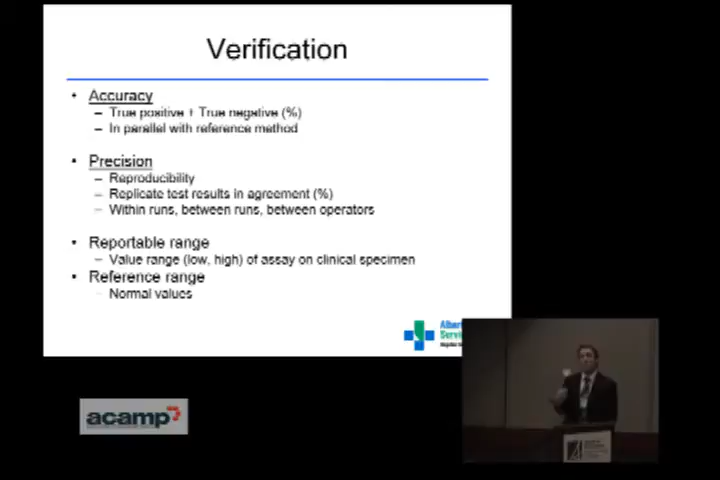 Verification
• Accuracy
– True positive + True negative (%)
– In parallel with reference method
• Precision
– Reproducibility
– Replicate test results in agreement (%)
– Within runs, between runs, between operators
• Reportable range
– Value range (low, high) of assay on clinical specimen
• Reference range
– Normal values
Alber
Servi
acamp